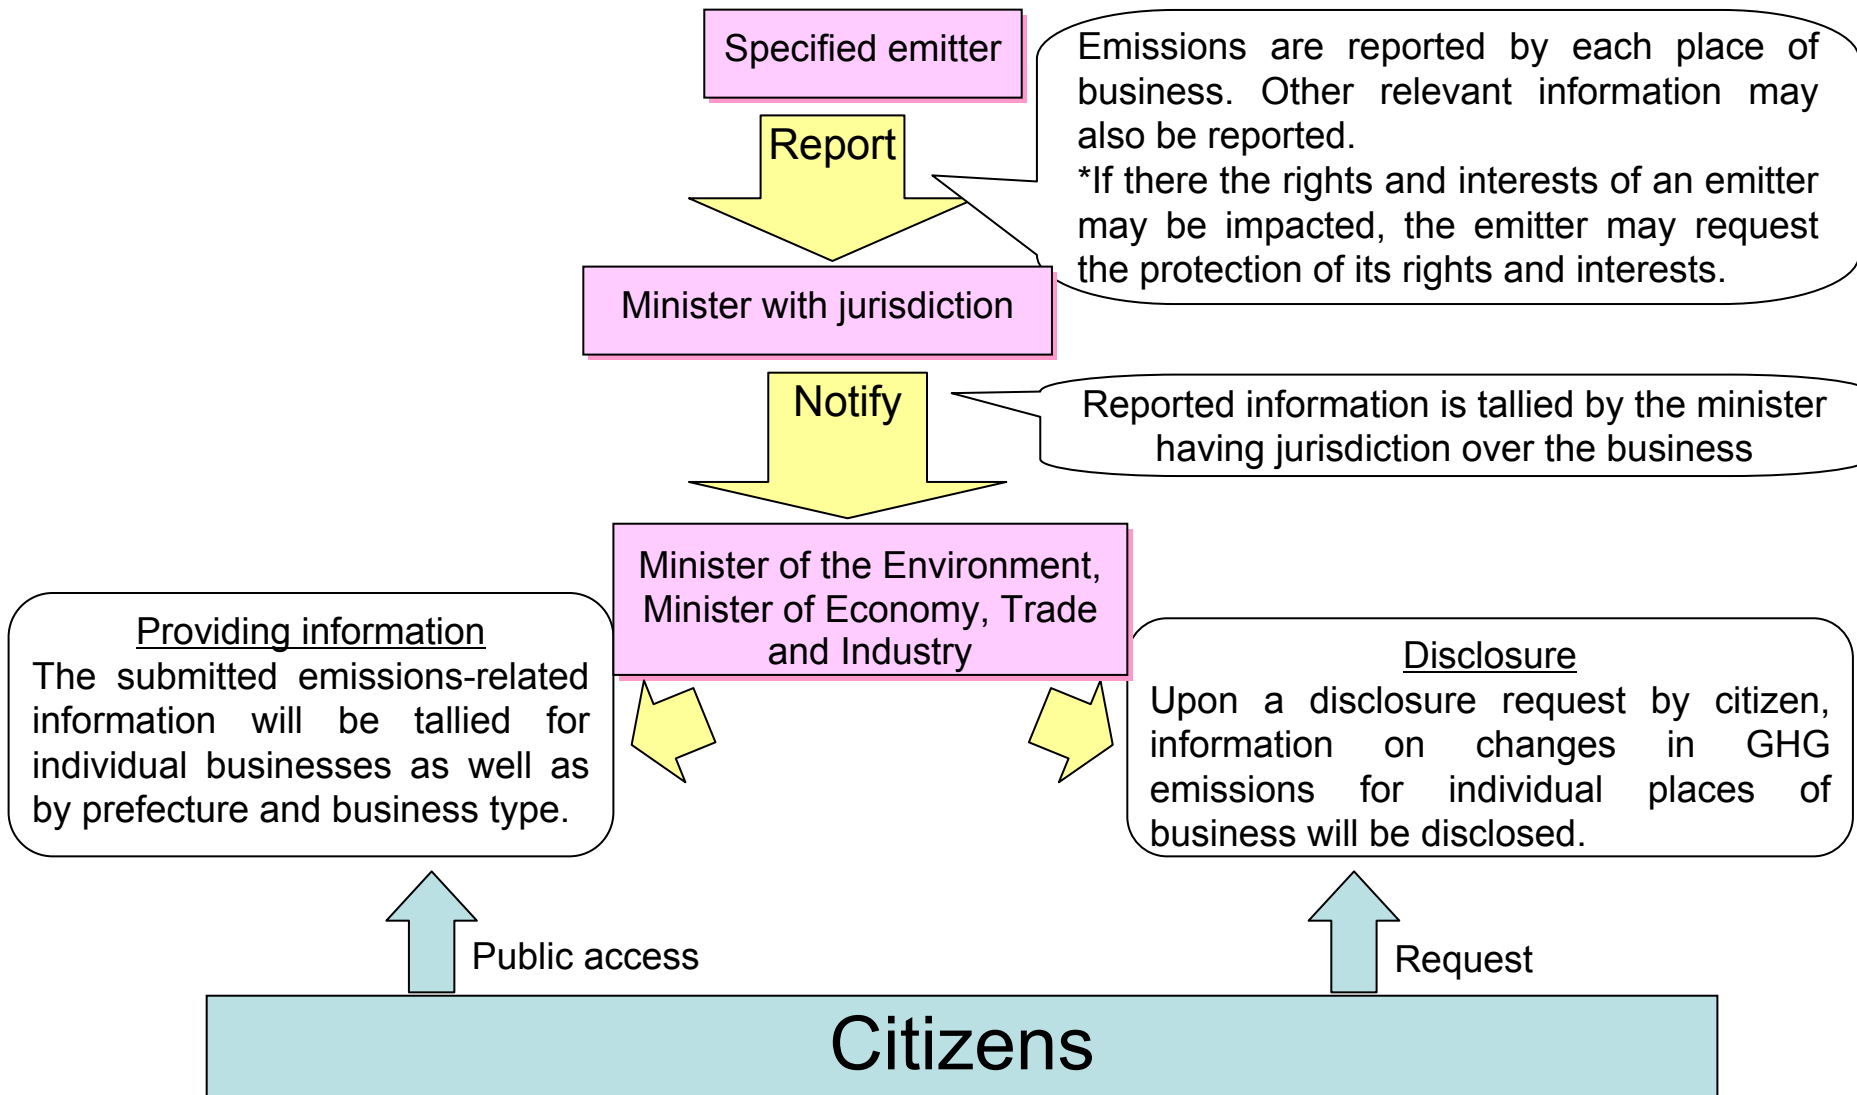 Specified emitter
Emissions are reported by each place of
business. Other relevant information may
also be reported.
*If there the rights and interests of an emitter
may be impacted, the emitter may request
the protection of its rights and interests.
Report
Minister with jurisdiction
Notify
Reported information is tallied by the minister
having jurisdiction over the business
Minister of the Environment,
Minister of Economy, Trade
and Industry
Providing information
The submitted emissions-related
information will be tallied for
individual businesses as well as
by prefecture and business type.
Disclosure
Upon a disclosure request by citizen,
information on changes in GHG
emissions for individual places of
business will be disclosed.
Public access
Request
Citizens